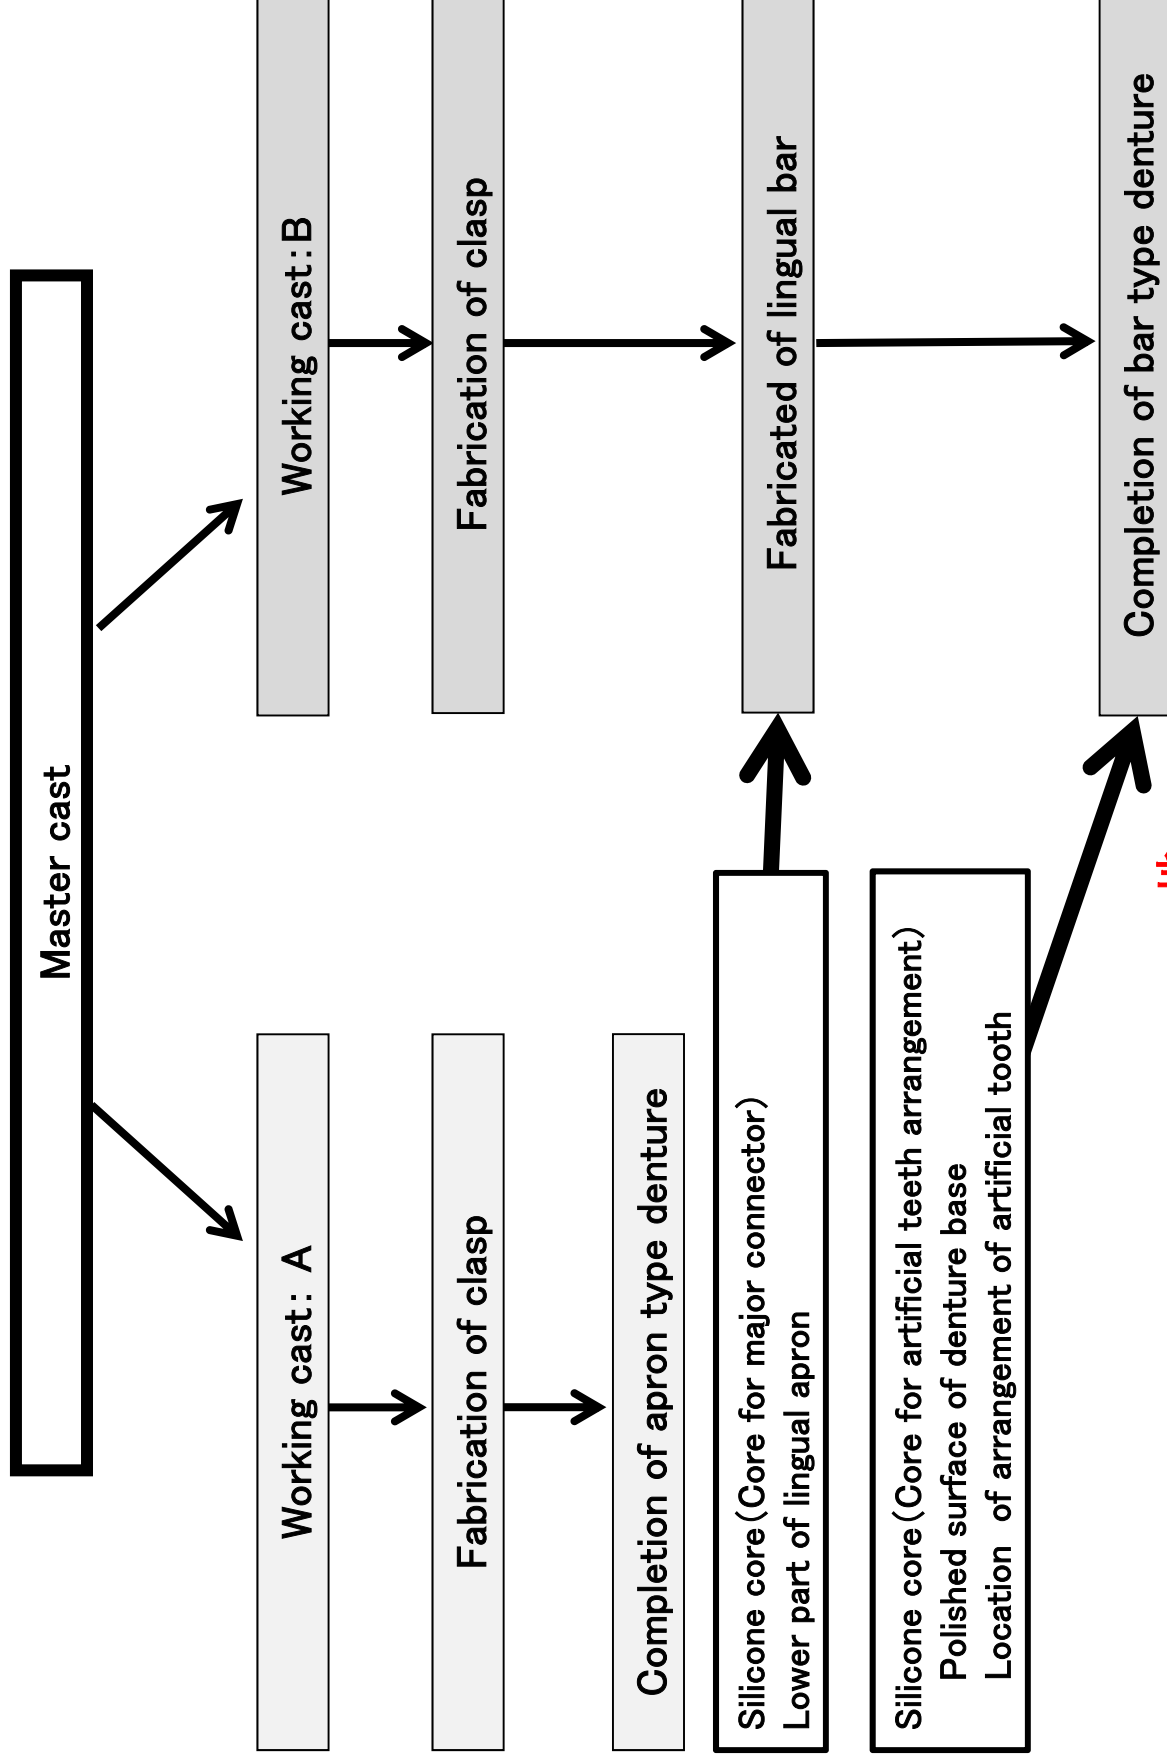 Master cast
Working cast: A
Fabrication of clasp
Completion of apron type denture
Silicone core(Core for major connector)
Lower part of lingual apron
Silicone core(Core for artificial teeth arrangement)
Polished surface of denture base
Location of arrangement of artificial tooth
Working cast:B
Fabrication of clasp
Fabricated of lingual bar
Completion of bar type denture